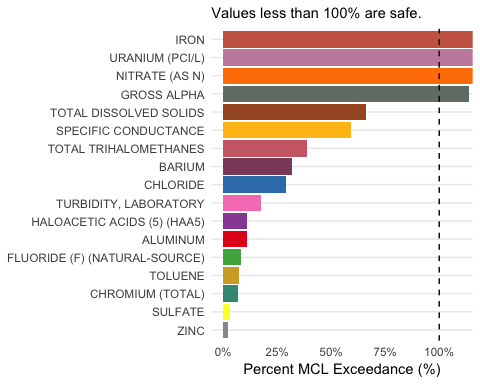 Values less than 100% are safe.
IRON
URANIUM (PCI/L)
NITRATE (AS N)
GROSS ALPHA
TOTAL DISSOLVED SOLIDS
SPECIFIC CONDUCTANCE
TOTAL TRIHALOMETHANES
BARIUM
CHLORIDE
TURBIDITY, LABORATORY
HALOACETIC ACIDS (5) (HAA5)
ALUMINUM
FLUORIDE (F) (NATURAL-SOURCE)
TOLUENE
CHROMIUM (TOTAL)
SULFATE
ZINC
0% 25% 50% 75% 100%
Percent MCL Exceedance (%)